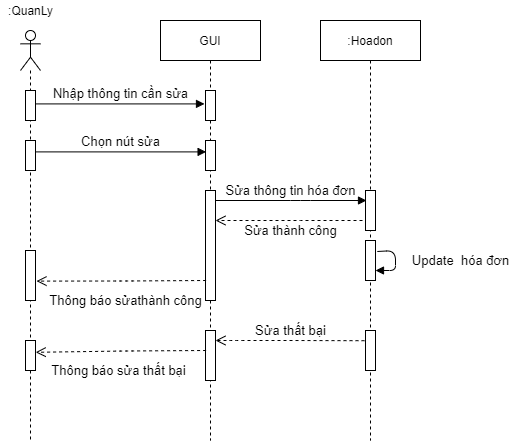 :QuanLy
GUI
:Hoadon
Nhập thông tin cần sửa
Chọn nút sửa
Sửa thông tin hóa đơn
Sửa thành công
Update hóa đơn
Thông báo sửathành công
Sửa thất bại
Thông báo sửa thất bại